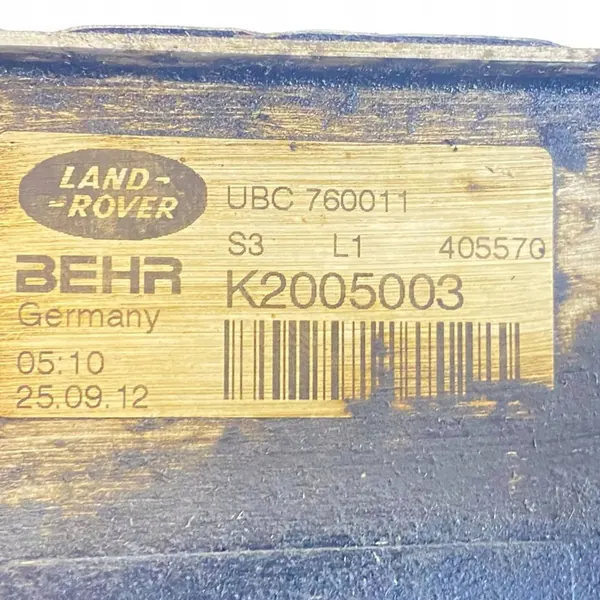 LAND-
-ROVER
UBC 760011
S3 L1 405570
BEHR
K2005003
Germany
05:10
25.09.12